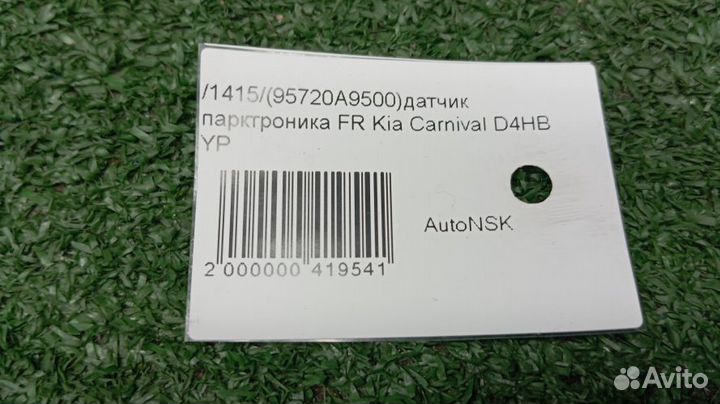 /1415/(95720A9500)датчик
парктроника FR Kia Carnival D4HB
YP
AutoNSK
2 000000 419541
Avito